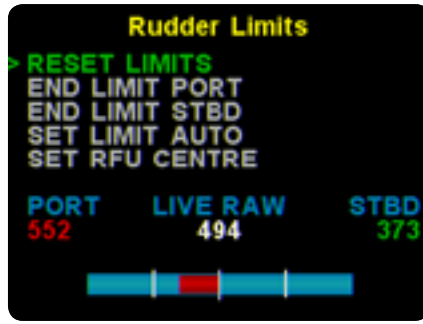 Rudder Limits
> RESET LIMITS
END LIMIT PORT
END LIMIT STBD
SET LIMIT AUTO
SET RFU CENTRE
PORT LIVE RAW STBD
552 494 373